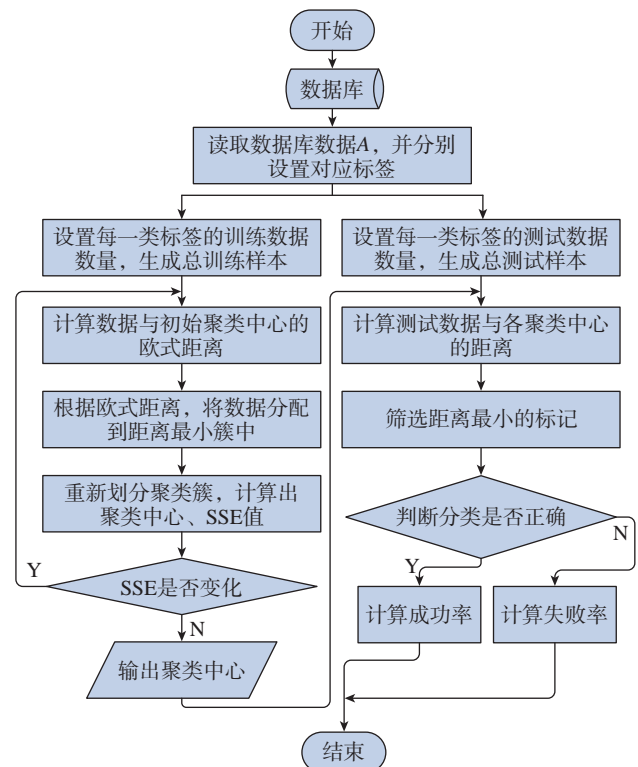 开始
数据库
读取数据库数据A，并分别
设置对应标签
设置每一类标签的训练数据
数量，生成总训练样本
计算数据与初始聚类中心的
欧式距离
根据欧式距离，将数据分配
到距离最小簇中
重新划分聚类簇，计算出
聚类中心、SSE值
Y
SSE是否变化
N
输出聚类中心
设置每一类标签的测试数据
数量，生成总测试样本
计算测试数据与各聚类中心
的距离
筛选距离最小的标记
判断分类是否正确
N
Y
计算成功率
计算失败率
结束